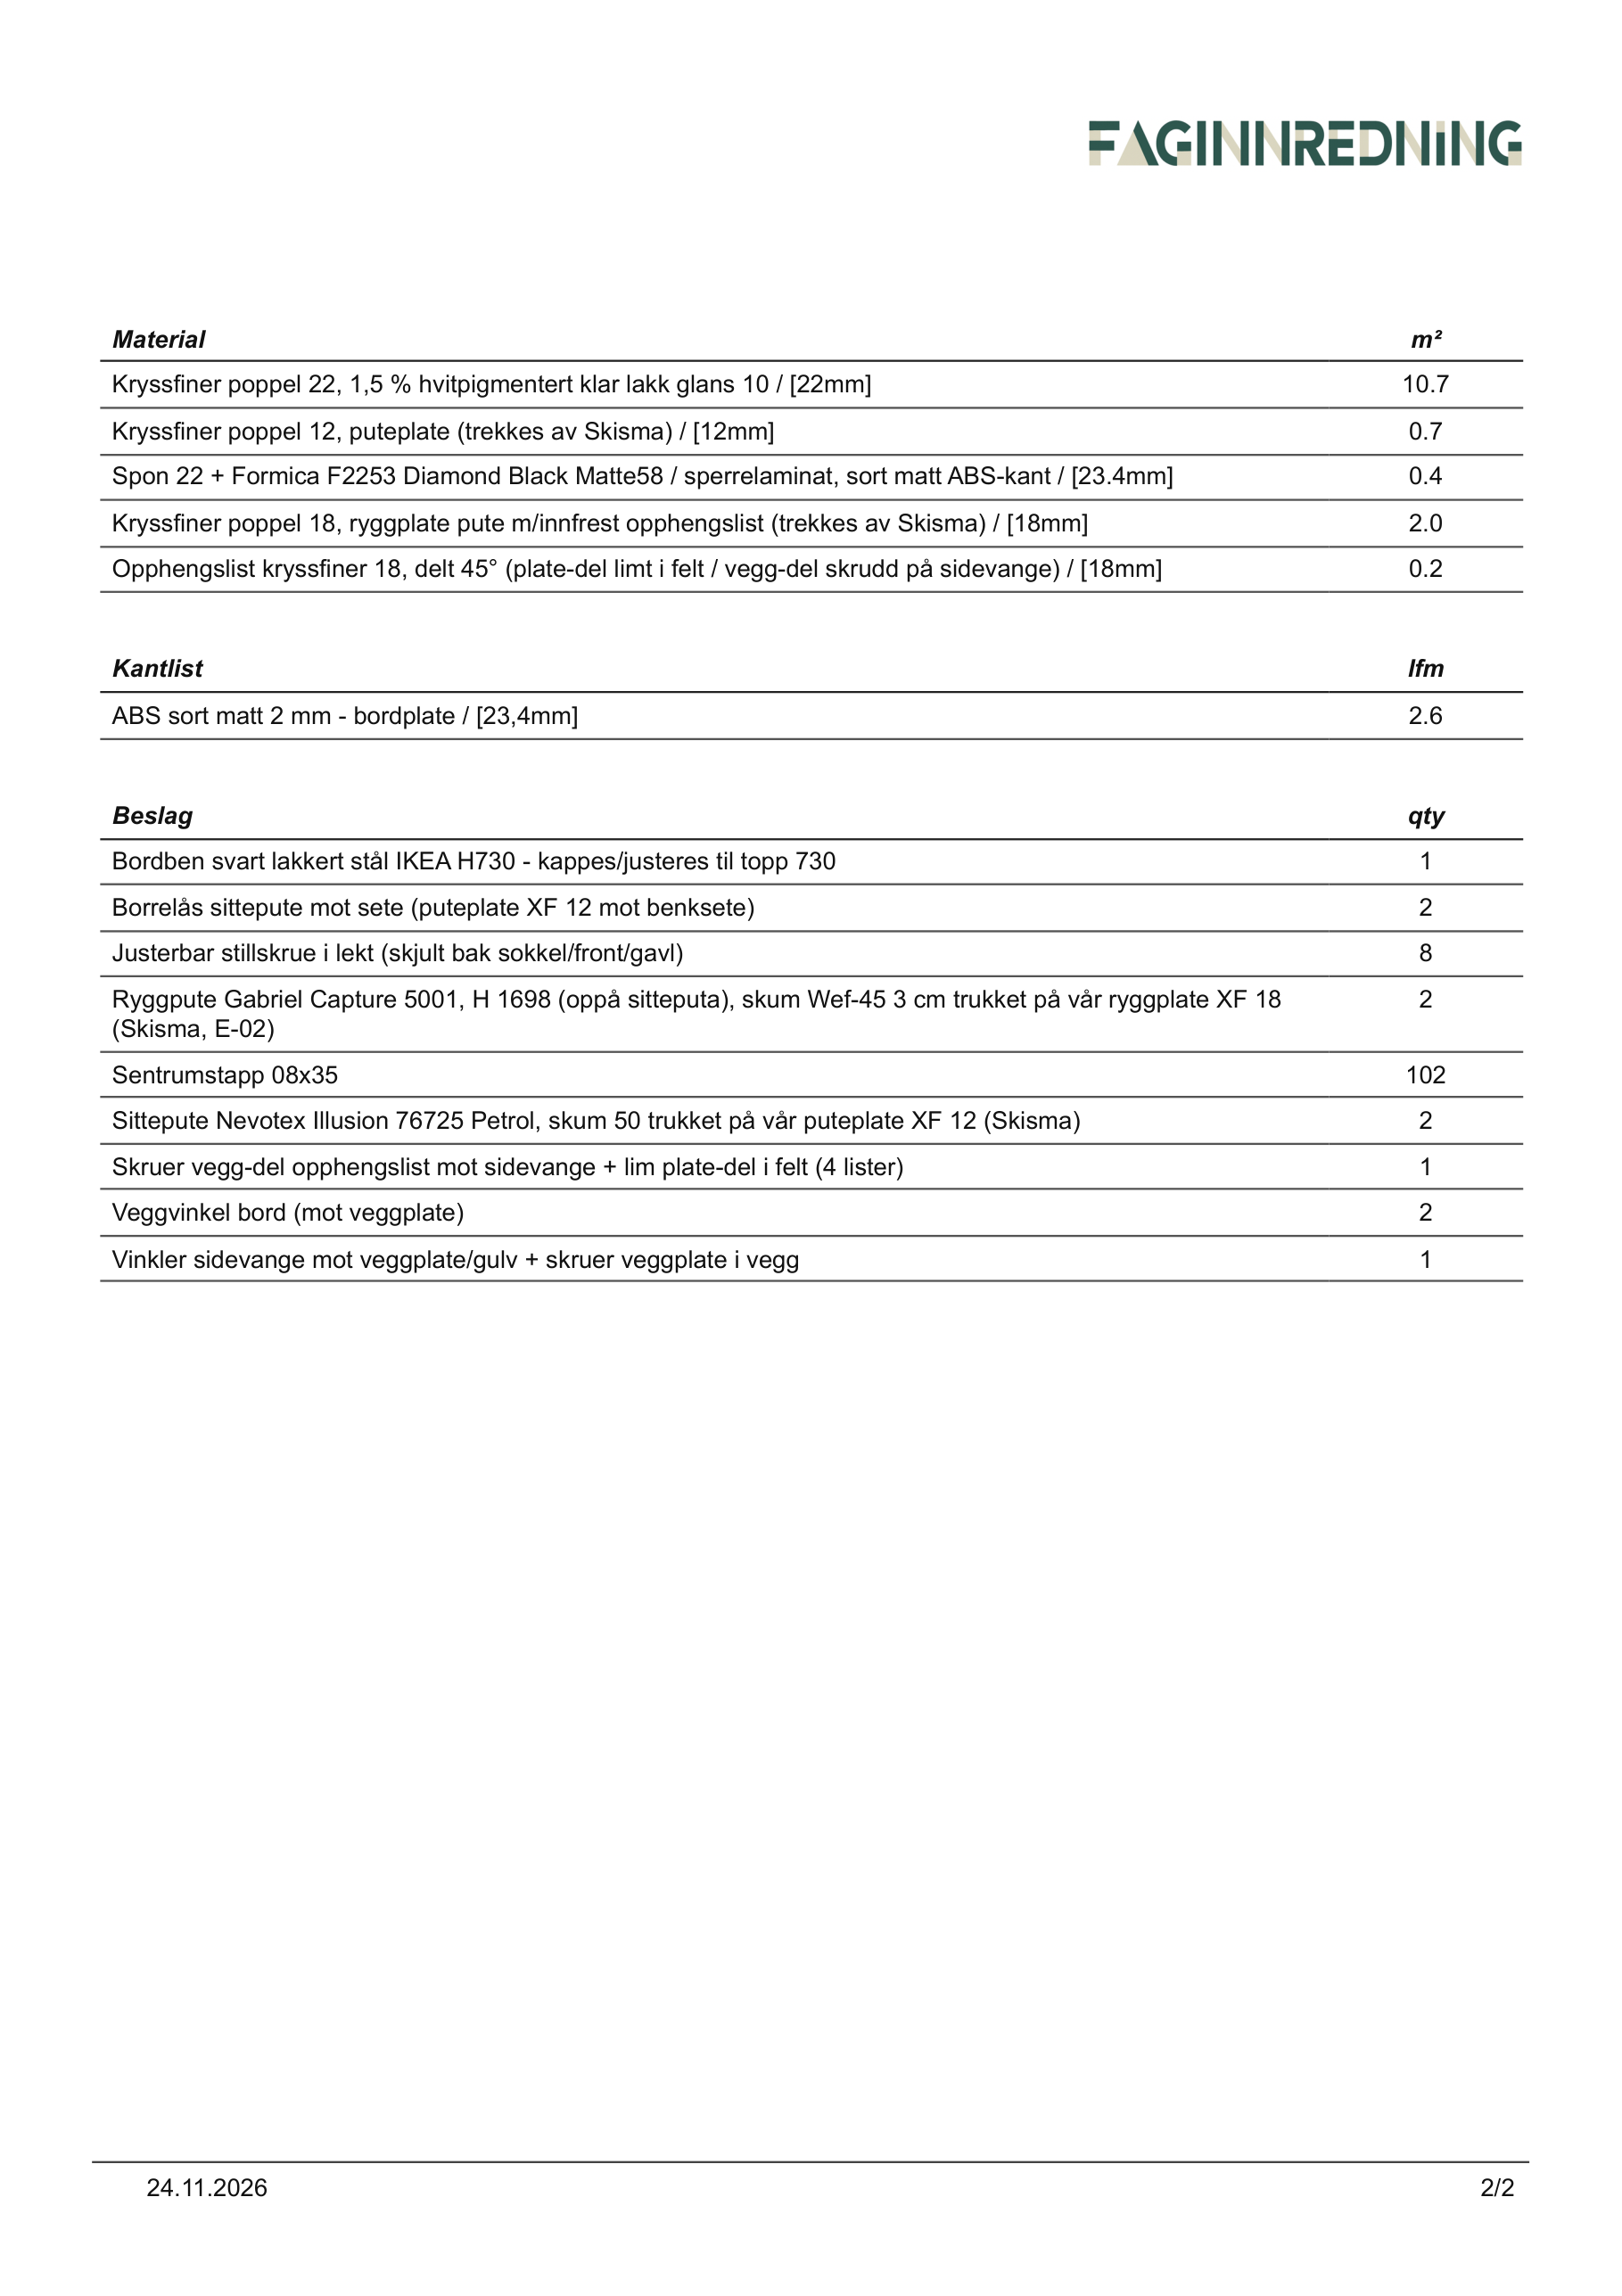 FAGINNREDNING
Material m²
Kryssfiner poppel 22, 1,5 % hvitpigmentert klar lakk glans 10 / [22mm] 10.7
Kryssfiner poppel 12, puteplate (trekkes av Skisma) / [12mm] 0.7
Spon 22 + Formica F2253 Diamond Black Matte58 / sperrelaminat, sort matt ABS-kant / [23.4mm] 0.4
Kryssfiner poppel 18, ryggplate pute m/innfrest opphengslist (trekkes av Skisma) / [18mm] 2.0
Opphengslist kryssfiner 18, delt 45° (plate-del limt i felt / vegg-del skrudd på sidevange) / [18mm] 0.2
Kantlist lfm
ABS sort matt 2 mm - bordplate / [23,4mm] 2.6
Beslag qty
Bordben svart lakkert stål IKEA H730 - kappes/justeres til topp 730 1
Borrelås sittepute mot sete (puteplate XF 12 mot benksete) 2
Justerbar stillskrue i lekt (skjult bak sokkel/front/gavl) 8
Ryggpute Gabriel Capture 5001, H 1698 (oppå sitteputa), skum Wef-45 3 cm trukket på vår ryggplate XF 18 2
(Skisma, E-02)
Sentrumstapp 08x35 102
Sittepute Nevotex Illusion 76725 Petrol, skum 50 trukket på vår puteplate XF 12 (Skisma) 2
Skruer vegg-del opphengslist mot sidevange + lim plate-del i felt (4 lister) 1
Veggvinkel bord (mot veggplate) 2
Vinkler sidevange mot veggplate/gulv + skruer veggplate i vegg 1
24.11.2026 2/2